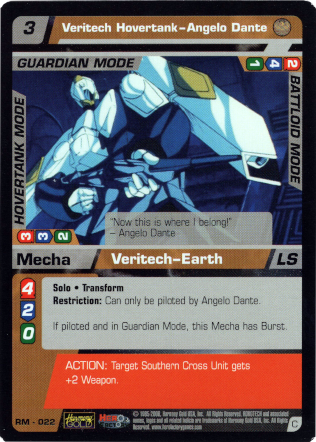 3
Veritech Hovertank–Angelo Dante
GUARDIAN MODE
1 4 2
HOVERTANK MODE
BATTLOID MODE
"Now this is where I belong!"
– Angelo Dante
3 3 2
Mecha
Veritech–Earth
LS
4
2
0
Solo • Transform
Restriction: Can only be piloted by Angelo Dante.
If piloted and in Guardian Mode, this Mecha has Burst.
ACTION: Target Southern Cross Unit gets
+2 Weapon.
RM - 022
Harmony
GOLD
C